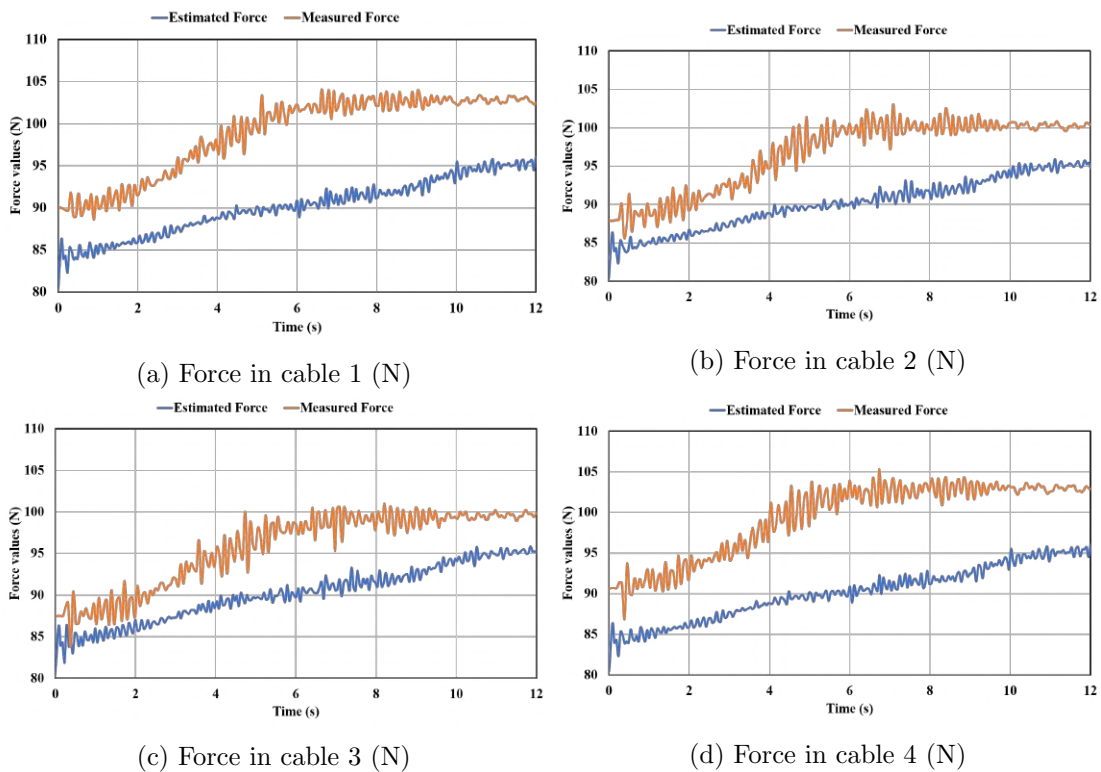 Estimated Force Measured Force
110
105
100
95
90
85
80
Force values (N)
0 2 4 6 8 10 12
Time (s)
(a) Force in cable 1 (N)
Estimated Force Measured Force
110
105
100
95
90
85
80
Force values (N)
0 2 4 6 8 10 12
Time (s)
(b) Force in cable 2 (N)
Estimated Force Measured Force
110
105
100
95
90
85
80
Force values (N)
0 2 4 6 8 10 12
Time (s)
(c) Force in cable 3 (N)
Estimated Force Measured Force
110
105
100
95
90
85
80
Force values (N)
0 2 4 6 8 10 12
Time (s)
(d) Force in cable 4 (N)